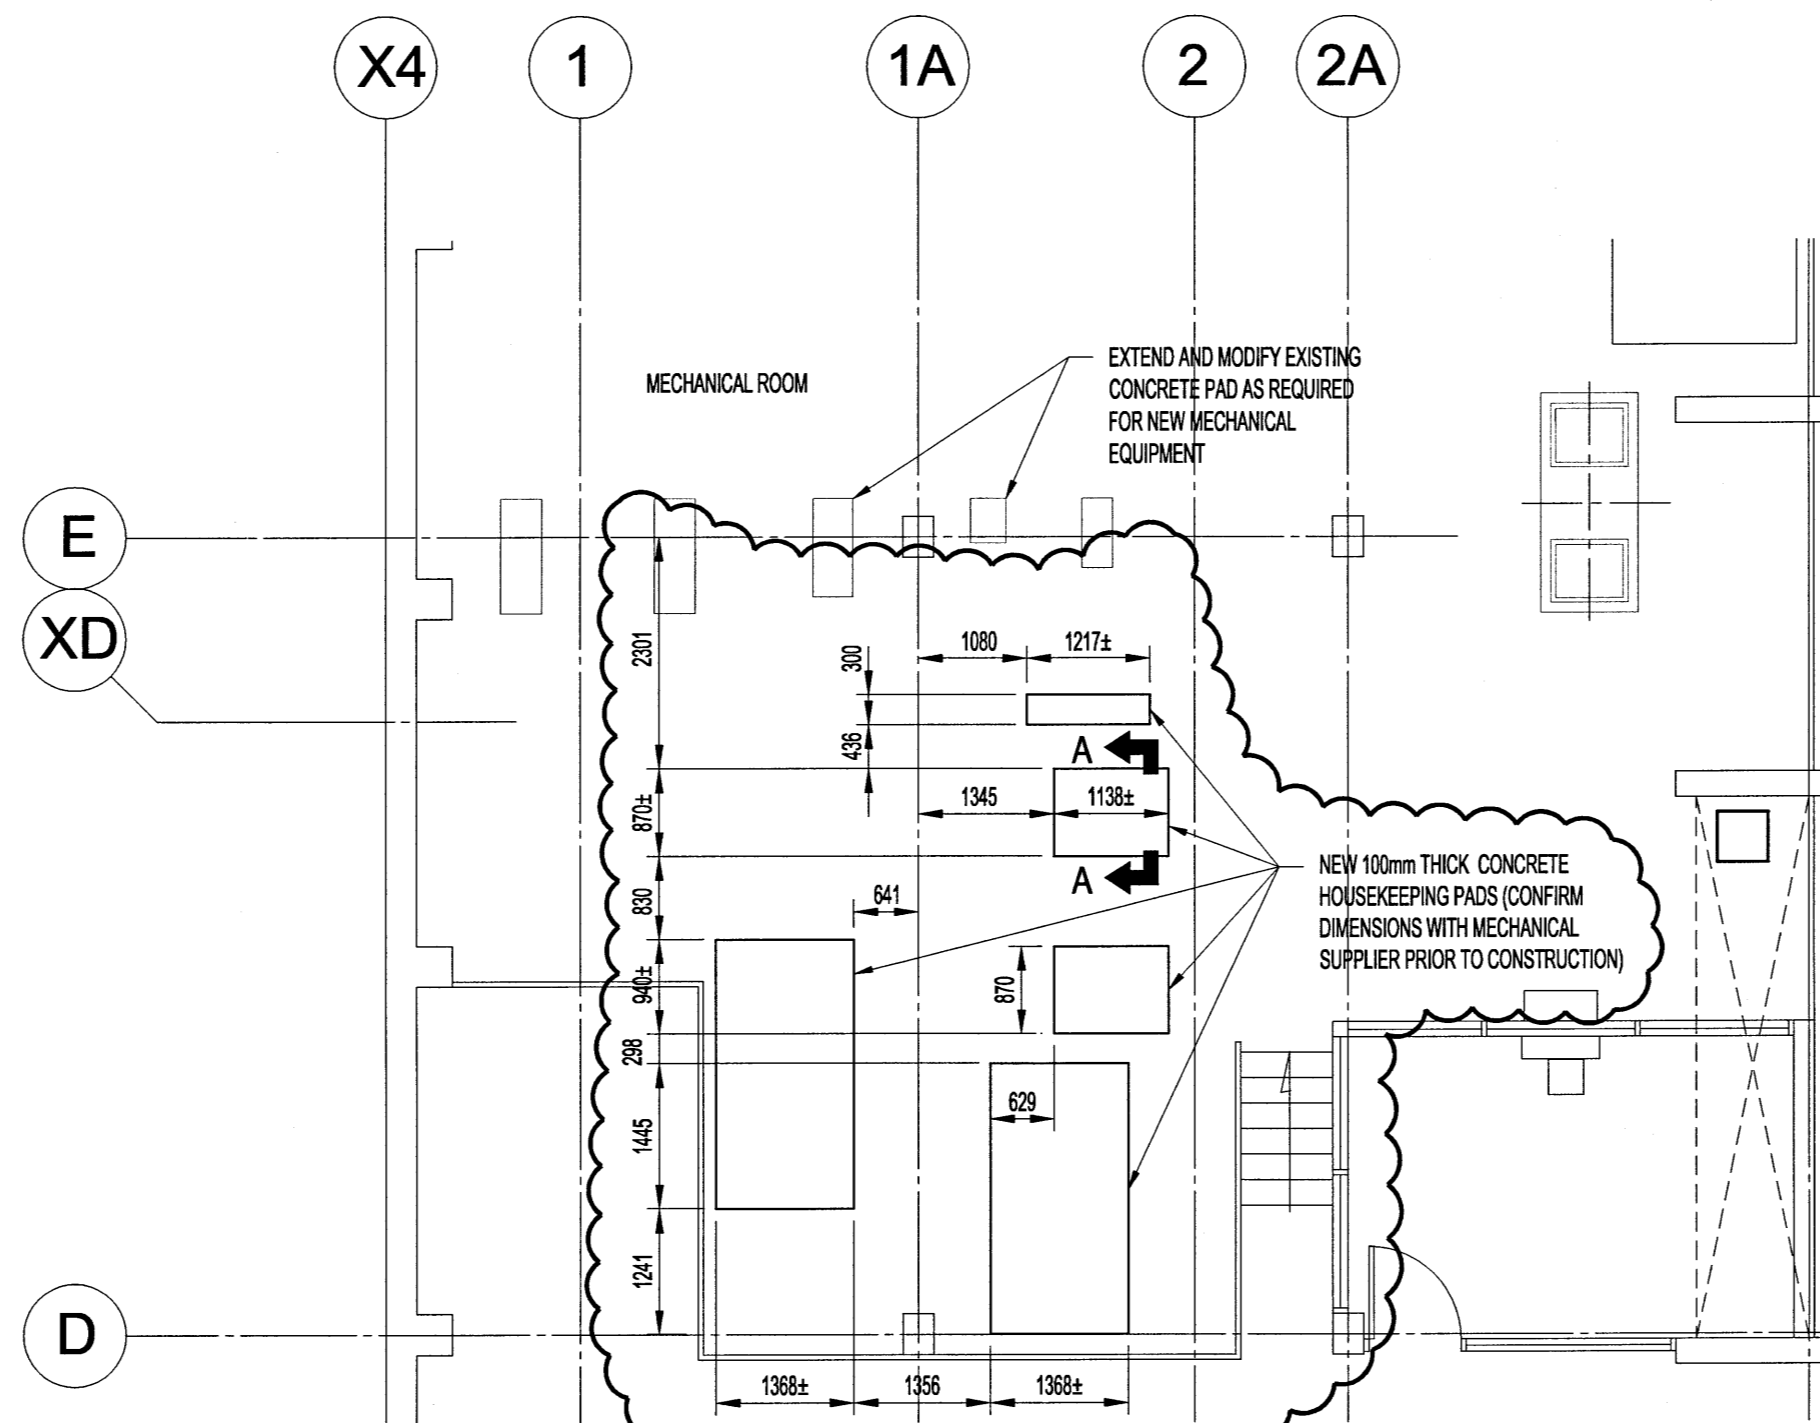 X4 1 1A 2 2A
MECHANICAL ROOM
EXTEND AND MODIFY EXISTING
CONCRETE PAD AS REQUIRED
FOR NEW MECHANICAL
EQUIPMENT
E
XD
2301
300
1080
1217±
436
A
870±
1345
1138±
A
830
641
NEW 100mm THICK CONCRETE
HOUSEKEEPING PADS (CONFIRM
DIMENSIONS WITH MECHANICAL
SUPPLIER PRIOR TO CONSTRUCTION)
940±
870
298
629
1445
1241
D
1368±
1356
1368±